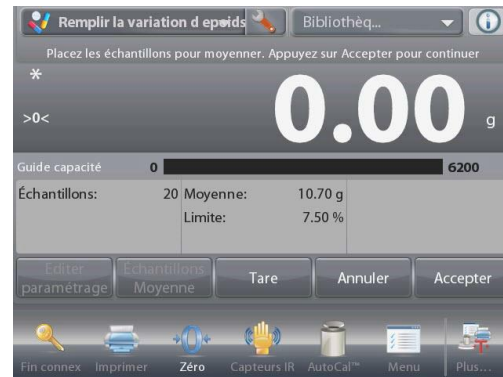 Remplir la variation d epoids
Bibliothèq...
Placez les échantillons pour moyenner. Appuyez sur Accepter pour continuer
*
>0<
0.00 g
Guide capacité 0 6200
Échantillons: 20 Moyenne: 10.70 g
Limite: 7.50 %
Editer paramétrage
Echantillons Moyenne
Tare
Annuler
Accepter
Fin connex
Imprimer
Zéro
Capteurs IR
AutoCal™
Menu
Plus...